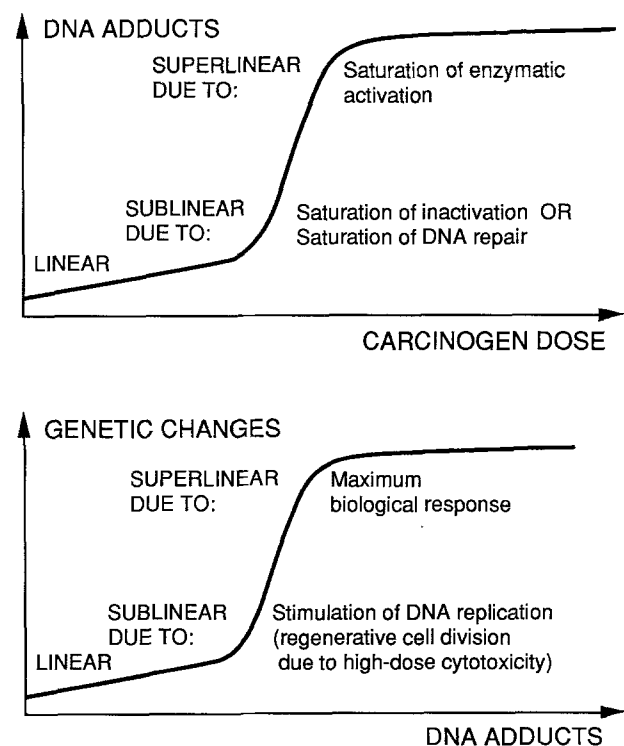 DNA ADDUCTS
SUPERLINEAR
DUE TO:
Saturation of enzymatic
activation
SUBLINEAR
DUE TO:
Saturation of inactivation OR
Saturation of DNA repair
LINEAR
CARCINOGEN DOSE
GENETIC CHANGES
SUPERLINEAR
DUE TO:
Maximum
biological response
SUBLINEAR
DUE TO:
Stimulation of DNA replication
(regenerative cell division
due to high-dose cytotoxicity)
LINEAR
DNA ADDUCTS